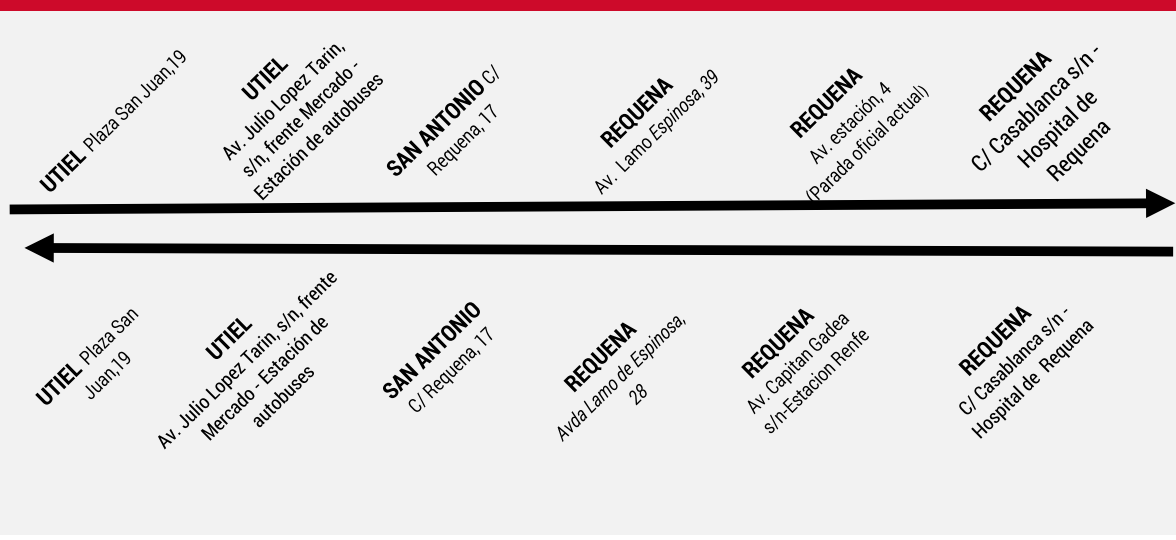 UTIEL Plaza San Juan,19
UTIEL
Av. Julio Lopez Tarin,
s/n, frente Mercado -
Estación de autobuses
SAN ANTONIO C/
Requena, 17
REQUENA
Av. Lamo Espinosa, 39
REQUENA
Av. estación, 4
(Parada oficial actual)
REQUENA
C/ Casablanca s/n -
Hospital de
Requena
UTIEL Plaza San
Juan,19
UTIEL
Av. Julio Lopez Tarin, s/n, frente
Mercado - Estación de
autobuses
SAN ANTONIO
C/ Requena, 17
REQUENA
Avda Lamo de Espinosa,
28
REQUENA
Av. Capitan Gadea
s/n-Estacion Renfe
REQUENA
C/ Casablanca s/n -
Hospital de Requena